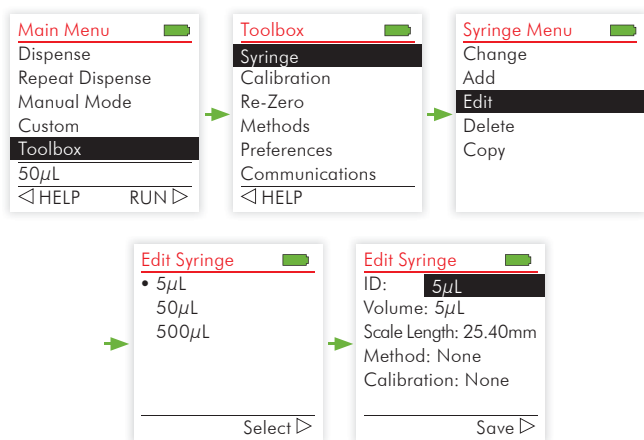 Main Menu
Dispense
Repeat Dispense
Manual Mode
Custom
Toolbox
50μL
◁ HELP RUN ▷
Toolbox
Syringe
Calibration
Re-Zero
Methods
Preferences
Communications
◁ HELP
Syringe Menu
Change
Add
Edit
Delete
Copy
Edit Syringe
• 5μL
50μL
500μL
Select ▷
Edit Syringe
ID: 5μL
Volume: 5μL
Scale Length: 25.40mm
Method: None
Calibration: None
Save ▷